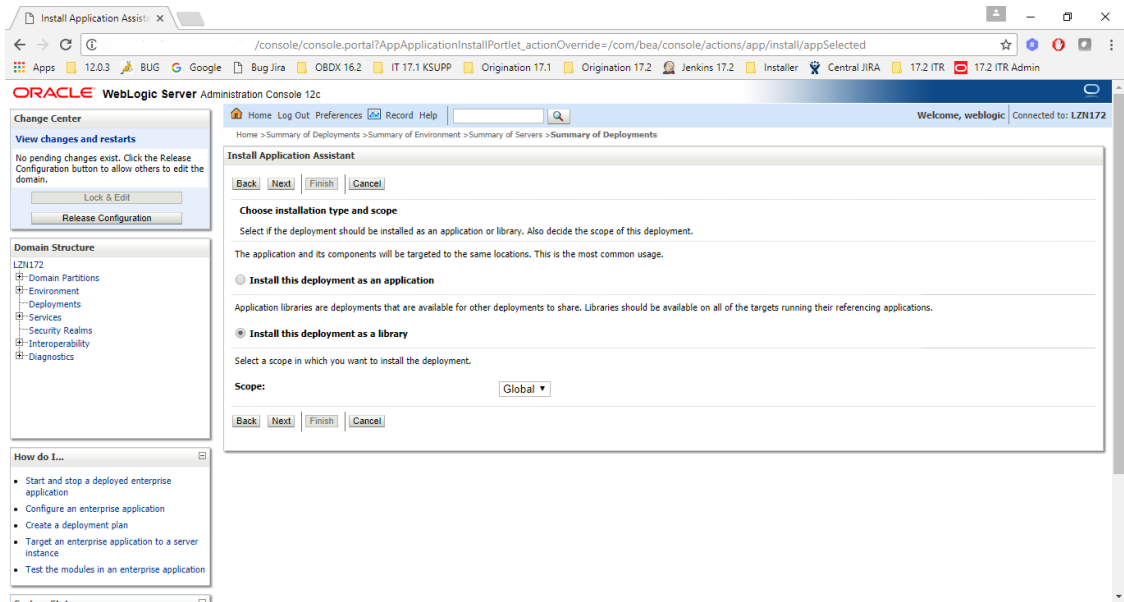 Install Application Assist
/console/console.portal?AppApplicationInstallPortlet_actionOverride=/com/bea/console/actions/app/install/appSelected
Apps 12.0.3 BUG Google Bug Jira OBDX 16.2 IT 17.1 KSUPP Origination 17.1 Origination 17.2 Jenkins 17.2 Installer Central JIRA 17.2 ITR 17.2 ITR Admin
ORACLE WebLogic Server Administration Console 12c
Change Center
View changes and restarts
No pending changes exist. Click the Release
Configuration button to allow others to edit the
domain.
Lock & Edit
Release Configuration
Domain Structure
LZN172
Domain Partitions
Environment
Deployments
Services
Security Realms
Interoperability
Diagnostics
How do I...
Start and stop a deployed enterprise
application
Configure an enterprise application
Create a deployment plan
Target an enterprise application to a server
instance
Test the modules in an enterprise application
Home Log Out Preferences Record Help
Welcome, weblogic Connected to: LZN172
Home >Summary of Deployments >Summary of Environment >Summary of Servers >Summary of Deployments
Install Application Assistant
Back Next Finish Cancel
Choose installation type and scope
Select if the deployment should be installed as an application or library. Also decide the scope of this deployment.
The application and its components will be targeted to the same locations. This is the most common usage.
Install this deployment as an application
Application libraries are deployments that are available for other deployments to share. Libraries should be available on all of the targets running their referencing applications.
Install this deployment as a library
Select a scope in which you want to install the deployment.
Scope: Global
Back Next Finish Cancel